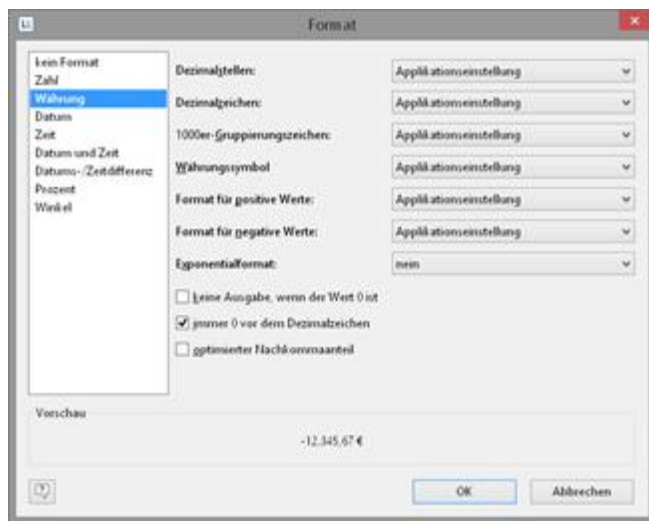 LL
Format
kein Format
Zahl
Währung
Datum
Zeit
Datum und Zeit
Datums-/Zeitdifferenz
Prozent
Winkel
Dezimalstellen: Applikationseinstellung
Dezimalzeichen: Applikationseinstellung
1000er-Gruppierungszeichen: Applikationseinstellung
Währungssymbol Applikationseinstellung
Format für positive Werte: Applikationseinstellung
Format für negative Werte: Applikationseinstellung
Exponentialformat: nein
keine Ausgabe, wenn der Wert 0 ist
immer 0 vor dem Dezimalzeichen
optimierter Nachkommaanteil
Vorschau
-12.345,67 €
?
OK Abbrechen